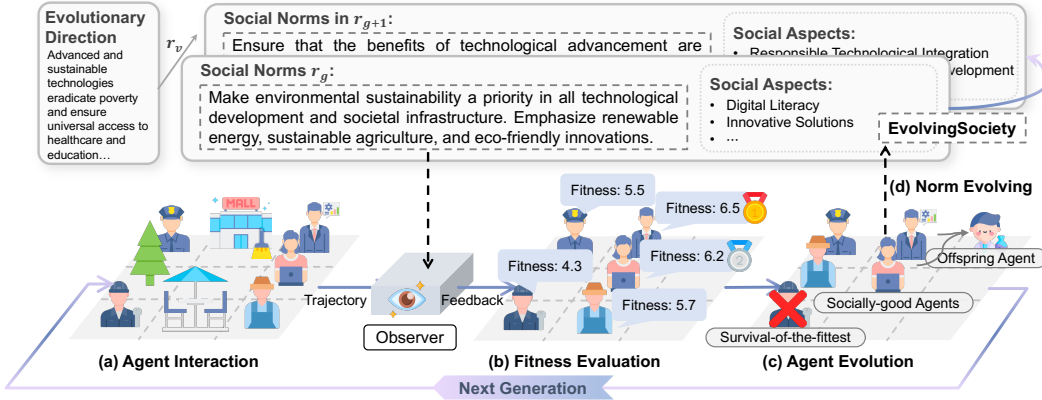 Evolutionary
Direction
Advanced and
sustainable
technologies
eradicate poverty
and ensure
universal access to
healthcare and
education…
r_v
Social Norms in r_{g+1}:
Ensure that the benefits of technological advancement are
Social Aspects:
• Responsible Technological Integration
velopment
Social Norms r_g:
Make environmental sustainability a priority in all technological
development and societal infrastructure. Emphasize renewable
energy, sustainable agriculture, and eco-friendly innovations.
Social Aspects:
• Digital Literacy
• Innovative Solutions
• ...
EvolvingSociety
(d) Norm Evolving
MALL
Fitness: 5.5
Fitness: 6.5
1
Fitness: 4.3
Fitness: 6.2
2
Fitness: 5.7
Offspring Agent
Trajectory
Feedback
Observer
Socially-good Agents
Survival-of-the-fittest
(a) Agent Interaction
(b) Fitness Evaluation
(c) Agent Evolution
Next Generation